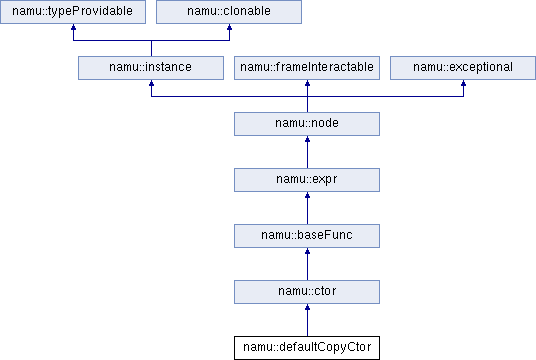 namu::typeProvidable
namu::clonable
namu::instance
namu::frameInteractable
namu::exceptional
namu::node
namu::expr
namu::baseFunc
namu::ctor
namu::defaultCopyCtor